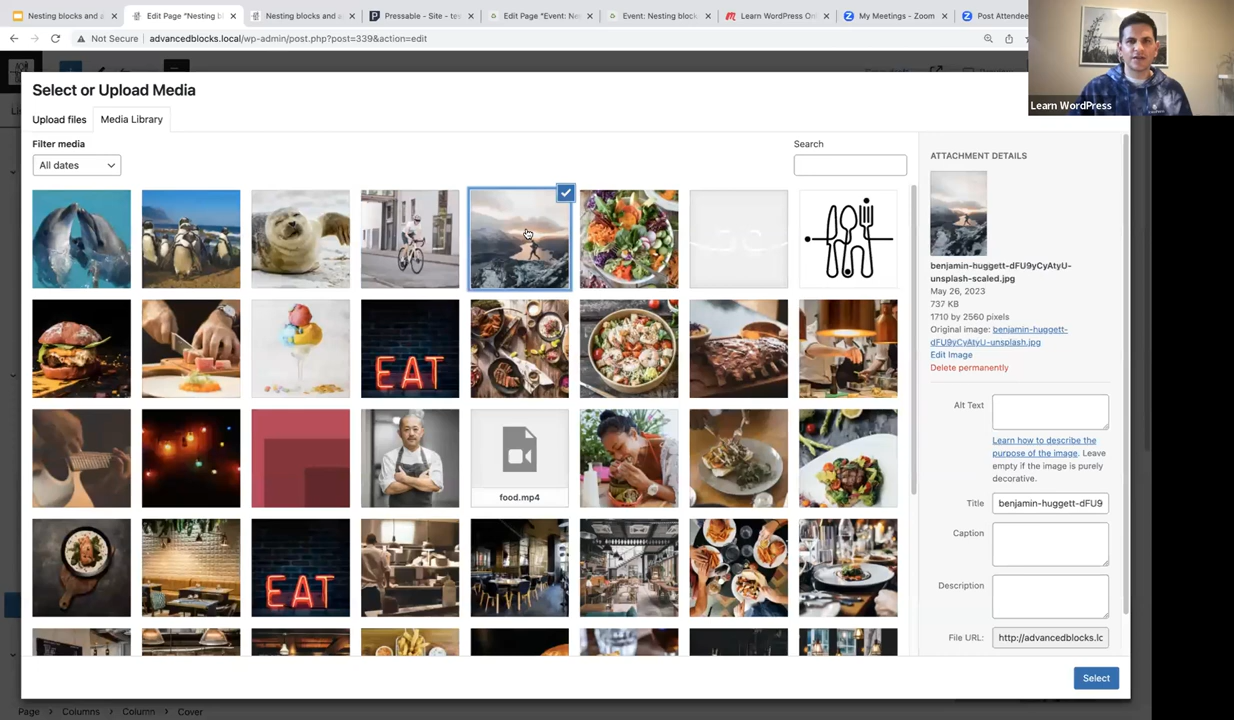 Nesting blocks and a
Edit Page "Nesting bl
Nesting blocks and a
Pressable - Site - tes
Edit Page "Event: Nes
Event: Nesting block
Learn WordPress On
My Meetings - Zoom
Post Attendee
Not Secure
advancedblocks.local/wp-admin/post.php?post=339&action=edit
Learn WordPress
Select or Upload Media
Upload files
Media Library
Filter media
All dates
Search
EAT
food.mp4
EAT
ATTACHMENT DETAILS
benjamin-huggett-dFU9yCyAtyU-
unsplash-scaled.jpg
May 26, 2023
737 KB
1710 by 2560 pixels
Original image: benjamin-huggett-
dFU9yCyAtyU-unsplash.jpg
Edit Image
Delete permanently
Alt Text
Learn how to describe the
purpose of the image. Leave
empty if the image is purely
decorative.
Title
benjamin-huggett-dFU9
Caption
Description
File URL:
http://advancedblocks.lc
Select
Page
Columns
Column
Cover